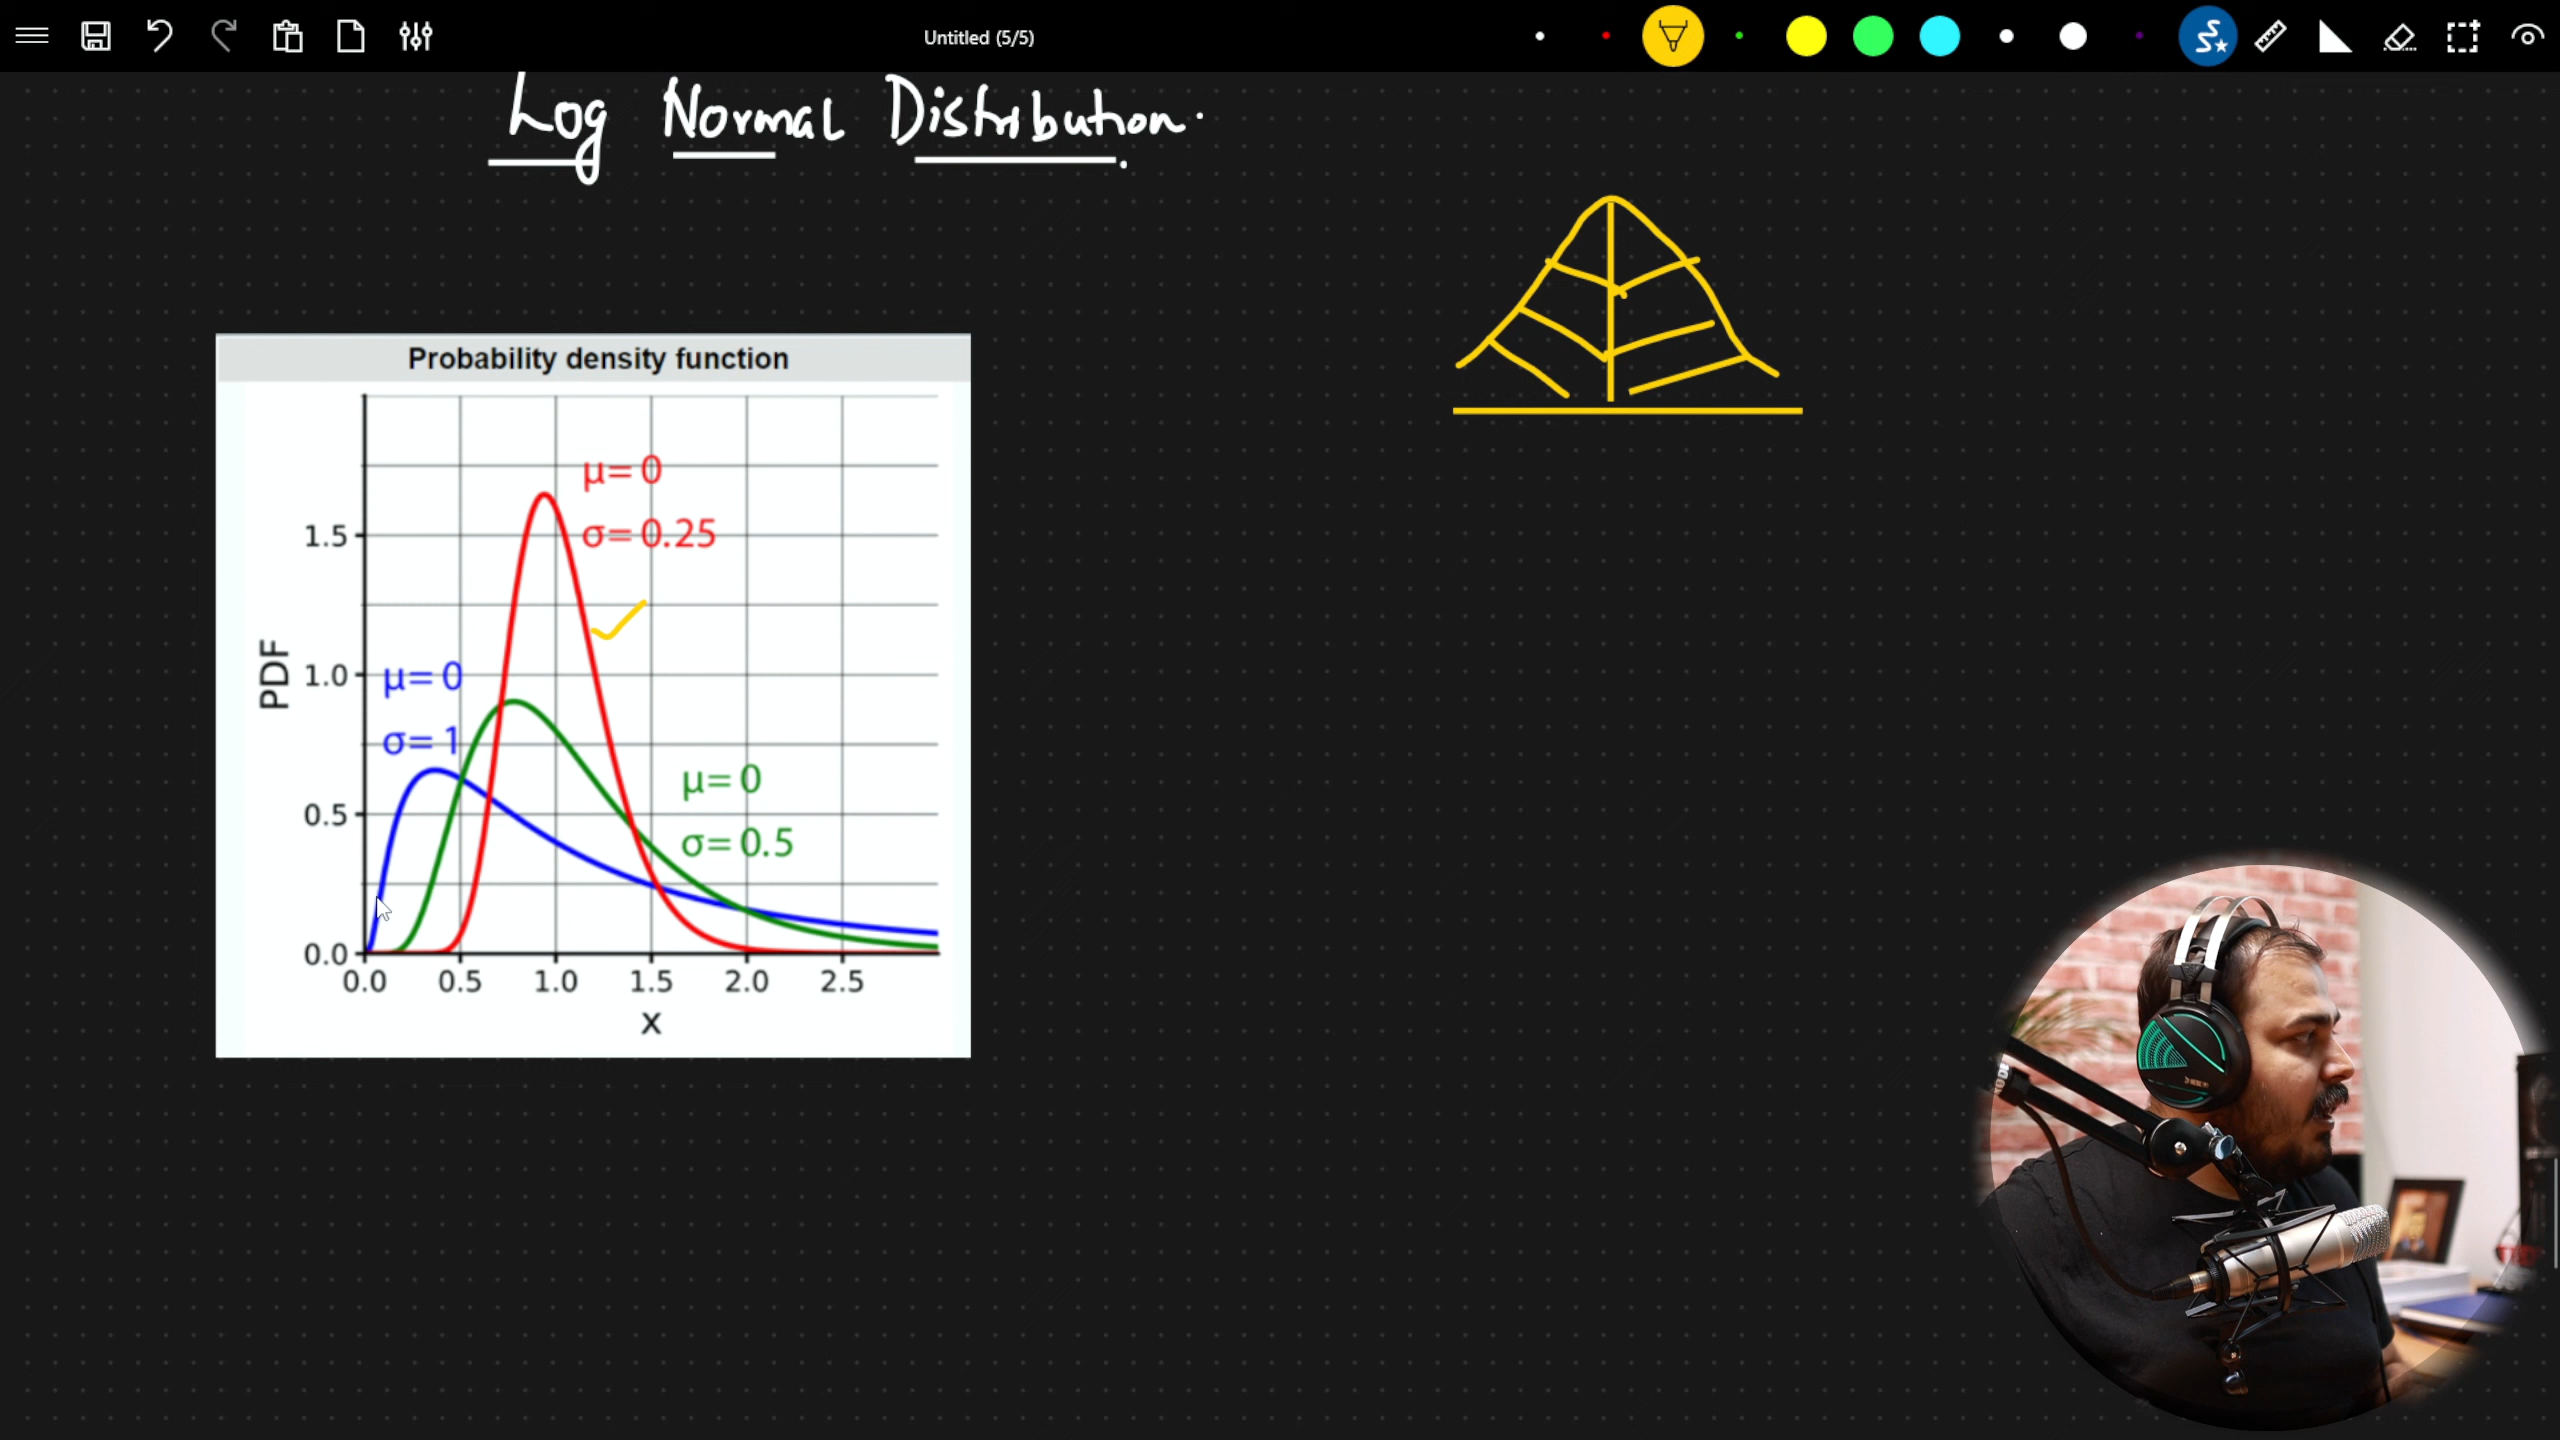 Untitled (5/5)
Log Normal Distribution.
Probability density function
μ=0
σ=0.25
μ=0
σ=1
μ=0
σ=0.5
PDF
1.5
1.0
0.5
0.0
0.0 0.5 1.0 1.5 2.0 2.5
x
RODE